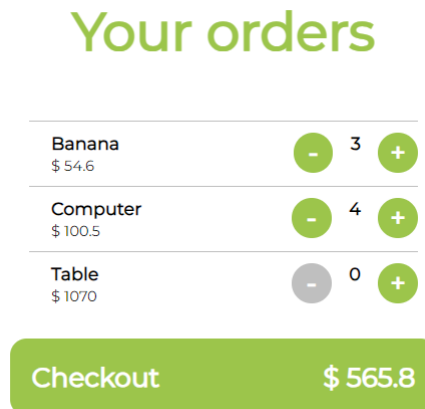 Your orders
Banana - 3 +
$ 54.6
Computer - 4 +
$ 100.5
Table - 0 +
$ 1070
Checkout $ 565.8